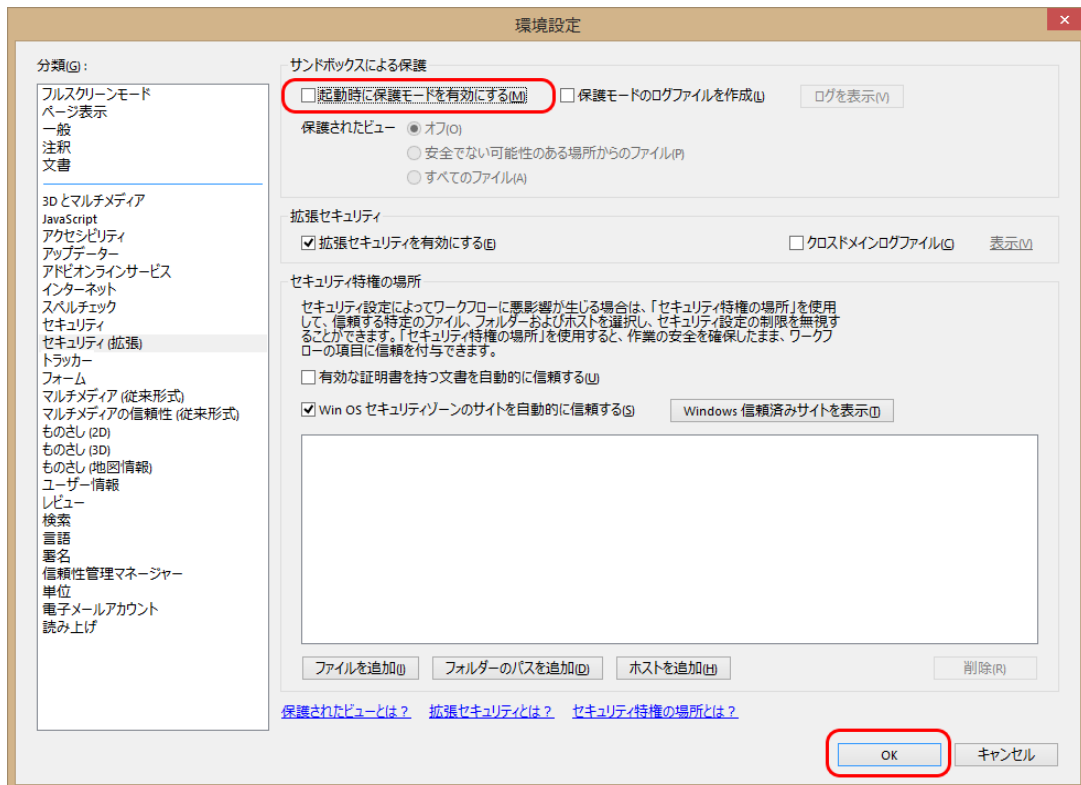 環境設定
分類(G):
フルスクリーンモード
ページ表示
一般
注釈
文書
3D とマルチメディア
JavaScript
アクセシビリティ
アップデーター
アドビオンラインサービス
インターネット
スペルチェック
セキュリティ
セキュリティ (拡張)
トラッカー
フォーム
マルチメディア (従来形式)
マルチメディアの信頼性 (従来形式)
ものさし (2D)
ものさし (3D)
ものさし (地図情報)
ユーザー情報
レビュー
検索
言語
署名
信頼性管理マネージャー
単位
電子メールアカウント
読み上げ
サンドボックスによる保護
起動時に保護モードを有効にする(M) 保護モードのログファイルを作成(L) ログを表示(V)
保護されたビュー オフ(O)
安全でない可能性のある場所からのファイル(P)
すべてのファイル(A)
拡張セキュリティ
拡張セキュリティを有効にする(E) クロスドメインログファイル(C) 表示(V)
セキュリティ特権の場所
セキュリティ設定によってワークフローに悪影響が生じる場合は、「セキュリティ特権の場所」を使用
して、信頼する特定のファイル、フォルダーおよびホストを選択し、セキュリティ設定の制限を無視す
ることができます。「セキュリティ特権の場所」を使用すると、作業の安全を確保したまま、ワークフ
ローの項目に信頼を付与できます。
有効な証明書を持つ文書を自動的に信頼する(U)
Win OS セキュリティゾーンのサイトを自動的に信頼する(S) Windows 信頼済みサイトを表示(T)
ファイルを追加(I) フォルダーのパスを追加(D) ホストを追加(H) 削除(R)
保護されたビューとは? 拡張セキュリティとは? セキュリティ特権の場所とは?
OK キャンセル